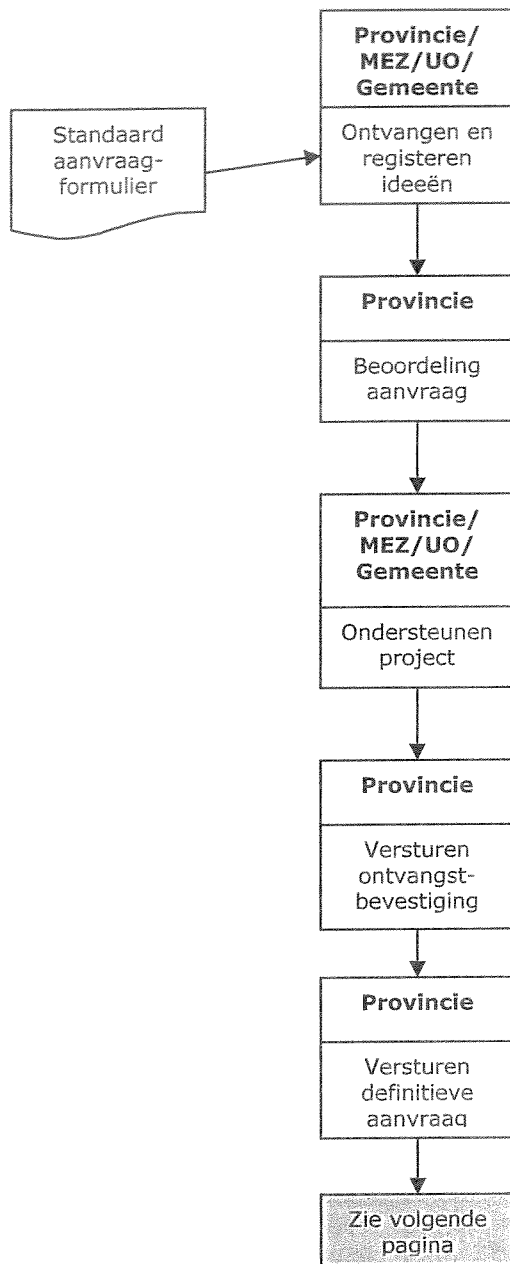 Provincie/
MEZ/UO/
Gemeente
Standaard
aanvraag-
formulier
Ontvangen en
registeren
ideeën
Provincie
Beoordeling
aanvraag
Provincie/
MEZ/UO/
Gemeente
Ondersteunen
project
Provincie
Versturen
ontvangst-
bevestiging
Provincie
Versturen
definitieve
aanvraag
Zie volgende
pagina